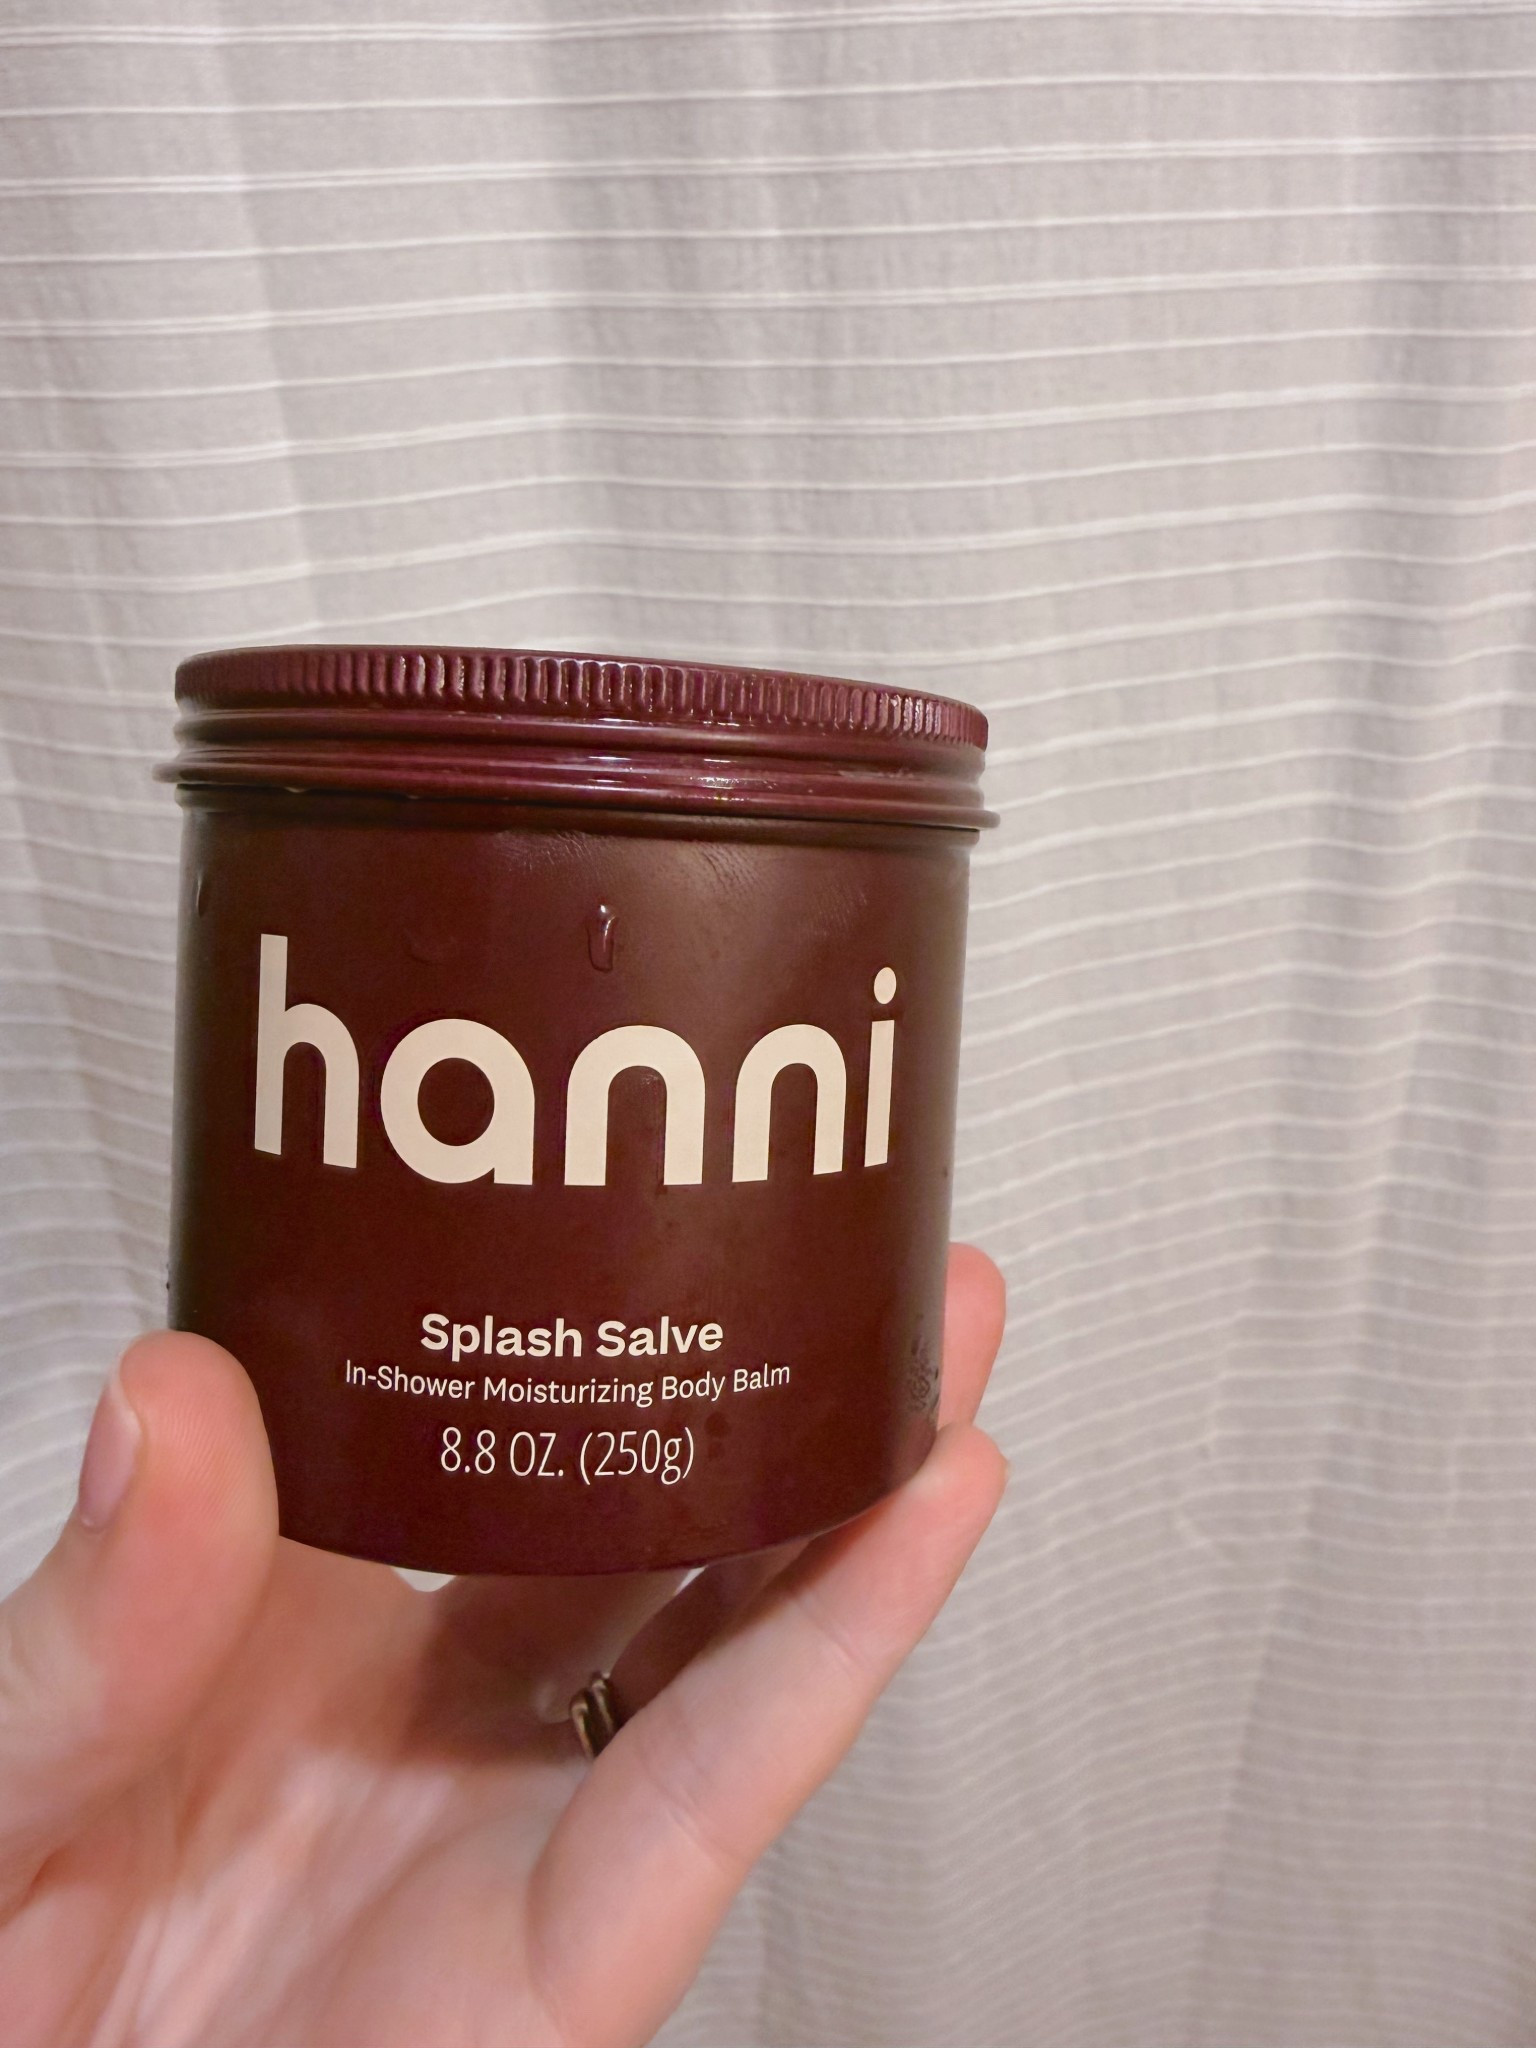 hanni
Splash Salve
In-Shower Moisturizing Body Balm
8.8 OZ. (250g)